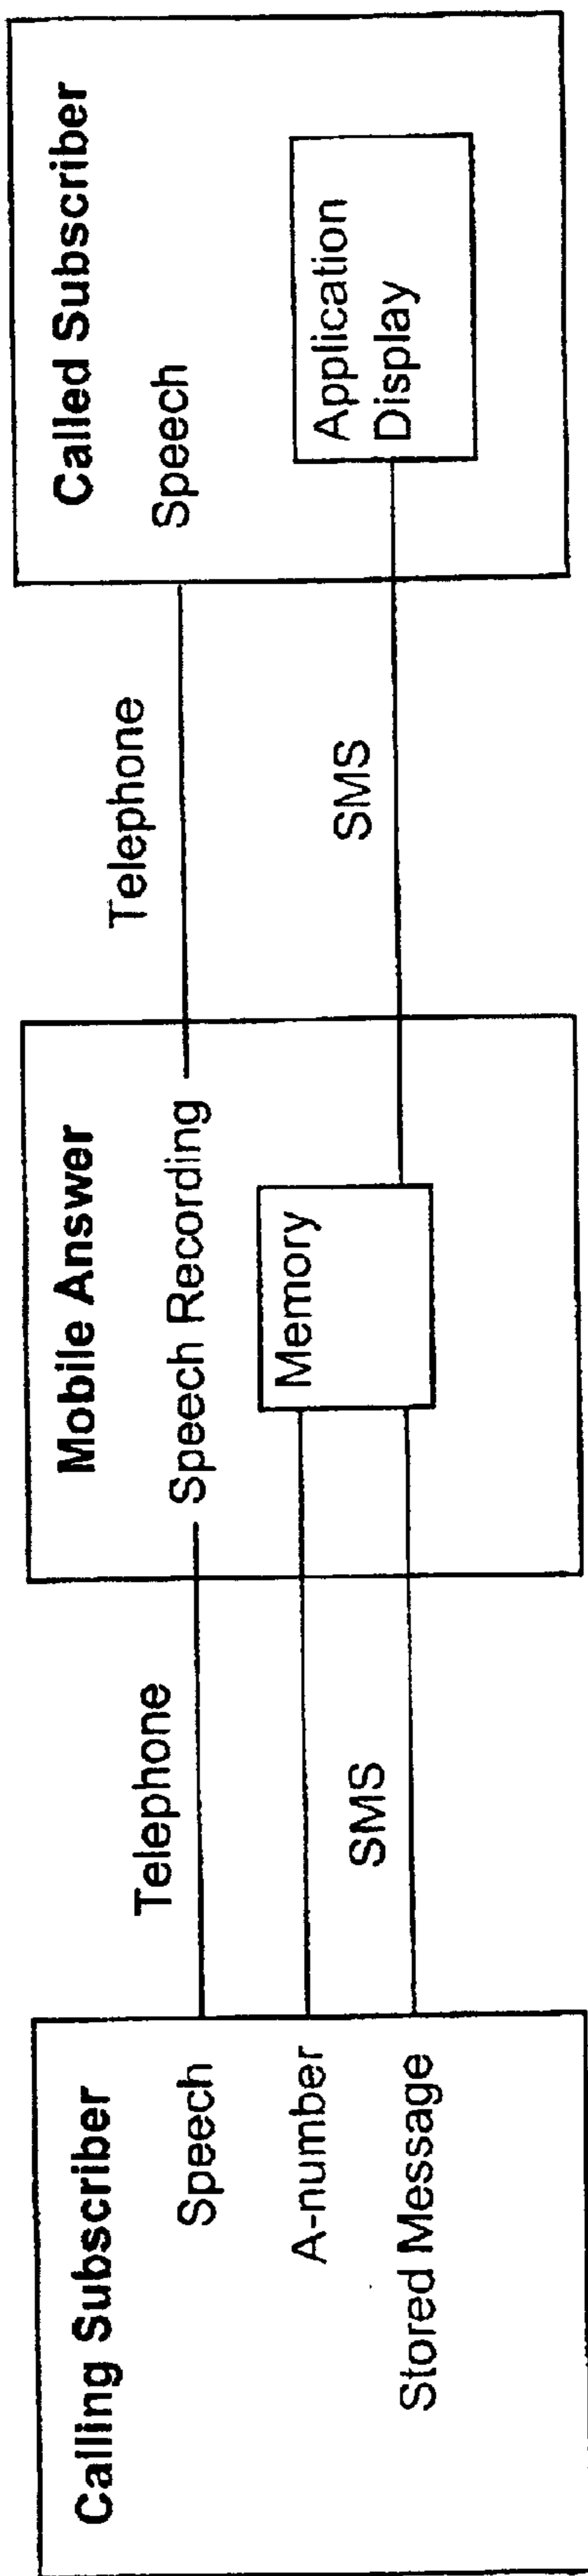 Calling Subscriber
Speech
A-number
Stored Message
Telephone
SMS
Mobile Answer
Speech Recording
Memory
Telephone
SMS
Called Subscriber
Speech
Application
Display